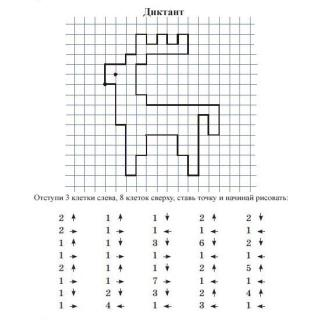 Диктант
Отступи 3 клетки слева, 8 клеток сверху, ставь точку и начинай рисовать:
2 ↑ 1 ↑ 1 ↓ 2 ↑ 2 ↓
2 → 2 → 1 → 1 ← 1 ←
1 ↑ 1 ↑ 3 ↓ 6 ↓ 2 ↓
1 → 1 → 1 ← 2 ← 1 ←
2 ↑ 1 ↓ 1 ↓ 2 ↑ 5 ↑
1 → 1 → 7 → 1 ← 1 ←
1 ↓ 2 ↑ 3 ↓ 2 ↓ 4 ↑
1 → 4 ← 1 ← 3 ← 1 ←